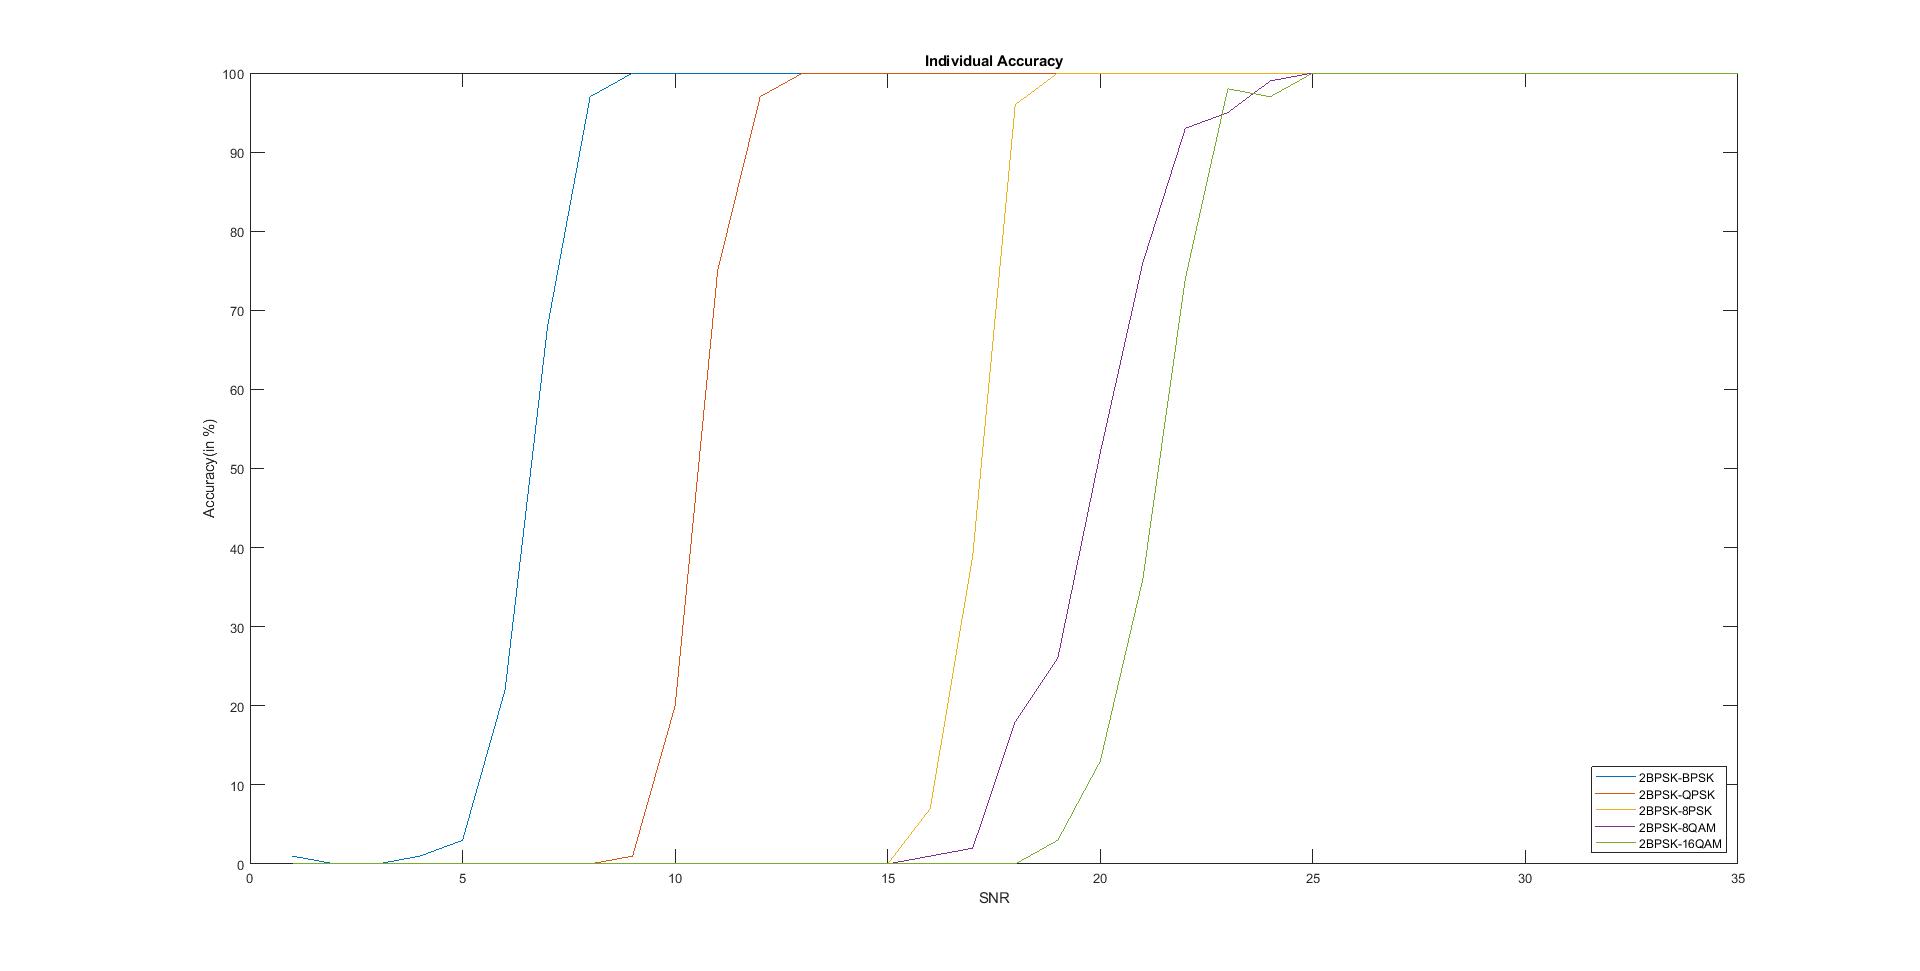 Individual Accuracy
100
90
80
70
60
50
40
30
20
10
0
Accuracy(in %)
0 5 10 15 20 25 30 35
SNR
2BPSK-BPSK
2BPSK-QPSK
2BPSK-8PSK
2BPSK-8QAM
2BPSK-16QAM